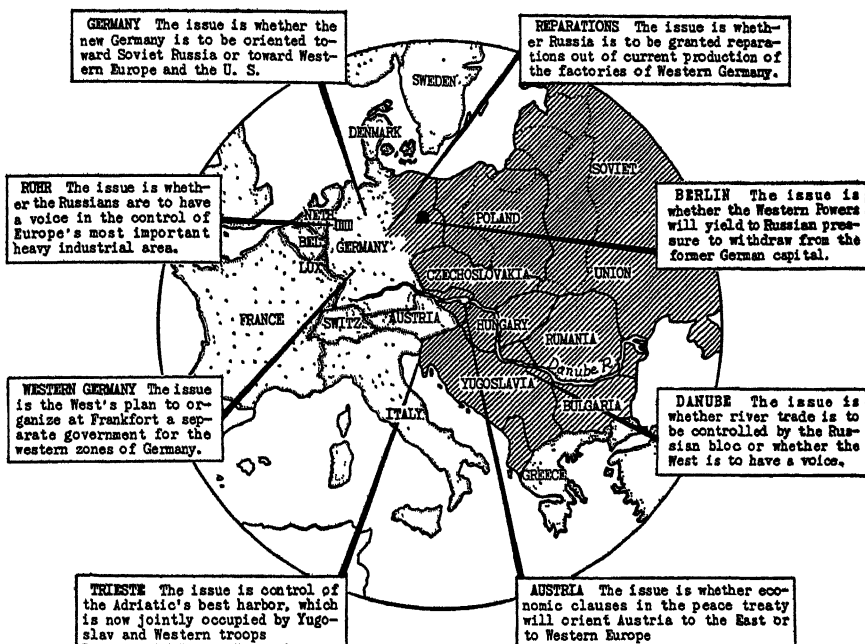 GERMANY The issue is whether the
new Germany is to be oriented to-
ward Soviet Russia or toward West-
ern Europe and the U. S.
REPARATIONS The issue is wheth-
er Russia is to be granted repara-
tions out of current production of
the factories of Western Germany.
SWEDEN
DENMARK
SOVIET
UNION
RUHR The issue is wheth-
er the Russians are to have
a voice in the control of
Europe's most important
heavy industrial area.
NETH
BEL
LUX
GERMANY
POLAND
BERLIN The issue is
whether the Western Powers
will yield to Russian pres-
sure to withdraw from the
former German capital.
CZECHOSLOVAKIA
FRANCE
SWITZ
AUSTRIA
HUNGARY
RUMANIA
Danube R.
YUGOSLAVIA
BULGARIA
ITALY
GREECE
WESTERN GERMANY The issue
is the West's plan to or-
ganize at Frankfort a sep-
arate government for the
western zones of Germany.
DANUBE The issue is
whether river trade is to
be controlled by the Rus-
sian bloc or whether the
West is to have a voice.
TRIESTE The issue is control of
the Adriatic's best harbor, which
is now jointly occupied by Yugo-
slav and Western troops
AUSTRIA The issue is whether eco-
nomic clauses in the peace treaty
will orient Austria to the East or
to Western Europe